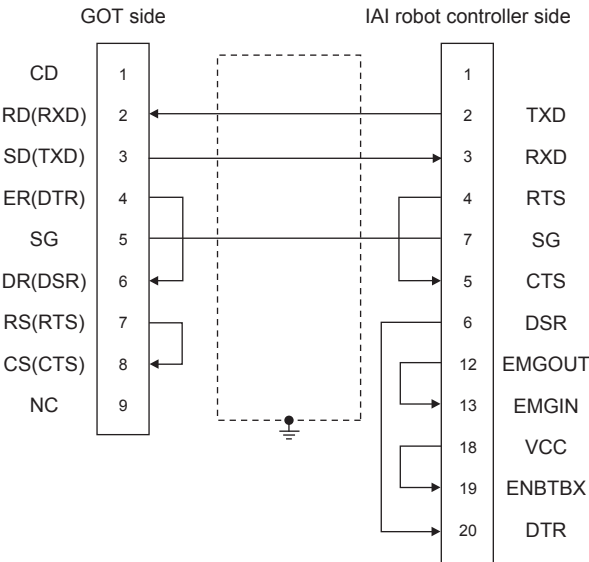 GOT side IAI robot controller side
CD 1 1
RD(RXD) 2 2 TXD
SD(TXD) 3 3 RXD
ER(DTR) 4 4 RTS
SG 5 7 SG
DR(DSR) 6 5 CTS
RS(RTS) 7 6 DSR
CS(CTS) 8 12 EMGOUT
NC 9 13 EMGIN
18 VCC
19 ENBTBX
20 DTR